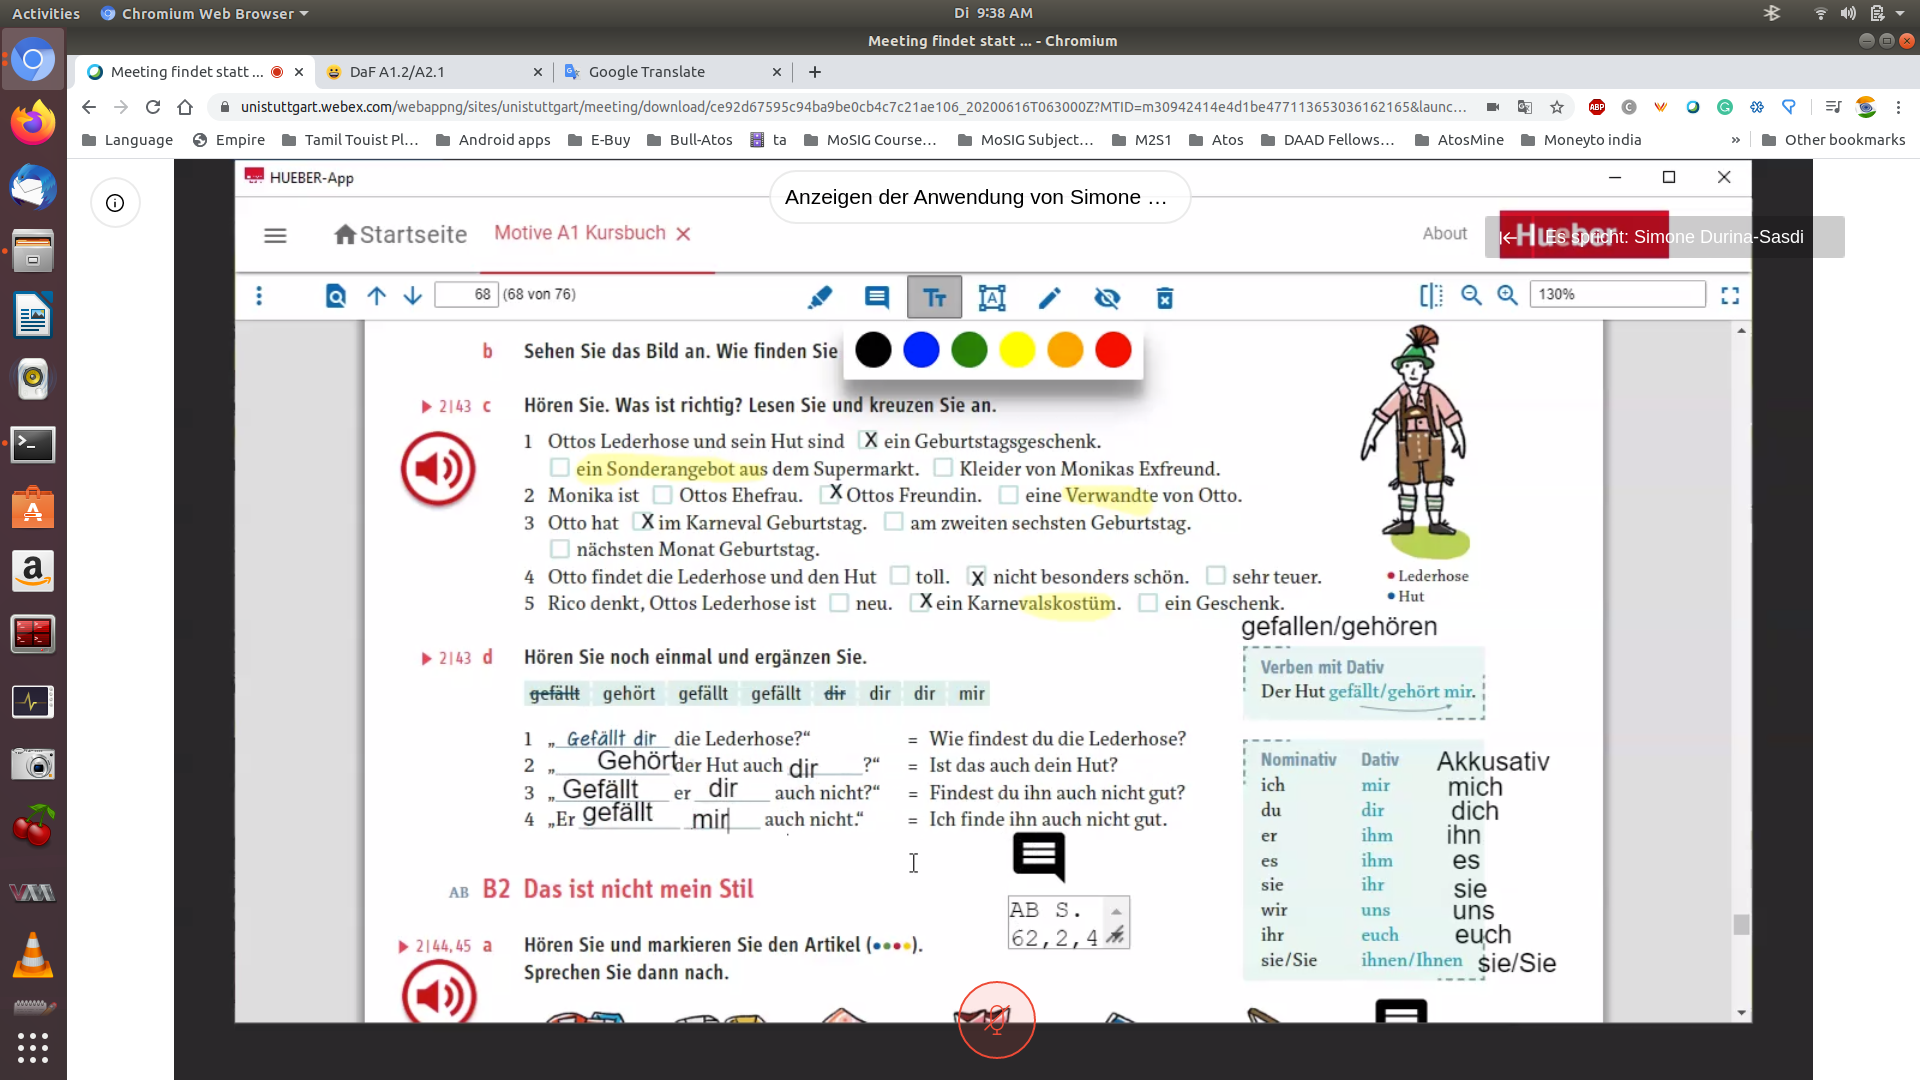 Activities Chromium Web Browser Di 9:38 AM
Meeting findet statt ... - Chromium
Meeting findet statt ... DaF A1.2/A2.1 Google Translate
unistuttgart.webex.com/webappng/sites/unistuttgart/meeting/download/ce92d67595c94ba9be0cb4c7c21ae106_20200616T063000Z?MTID=m30942414e4d1be477113653036162165&launc...
Language Empire Tamil Touist Pl... Android apps E-Buy Bull-Atos ta MoSIG Course... MoSIG Subject... M2S1 Atos DAAD Fellows... AtosMine Moneyto india » Other bookmarks
HUEBER-App
Anzeigen der Anwendung von Simone ...
Startseite Motive A1 Kursbuch About Hueber
Es spricht: Simone Durina-Sasdi
68 (68 von 76) 130%
b Sehen Sie das Bild an. Wie finden Sie
2|43 c Hören Sie. Was ist richtig? Lesen Sie und kreuzen Sie an.
1 Ottos Lederhose und sein Hut sind X ein Geburtstagsgeschenk.
ein Sonderangebot aus dem Supermarkt. Kleider von Monikas Exfreund.
2 Monika ist Ottos Ehefrau. X Ottos Freundin. eine Verwandte von Otto.
3 Otto hat X im Karneval Geburtstag. am zweiten sechsten Geburtstag.
nächsten Monat Geburtstag.
4 Otto findet die Lederhose und den Hut toll. X nicht besonders schön. sehr teuer.
5 Rico denkt, Ottos Lederhose ist neu. X ein Karnevalskostüm. ein Geschenk.
Lederhose
Hut
gefallen/gehören
2|43 d Hören Sie noch einmal und ergänzen Sie.
gefällt gehört gefällt gefällt dir dir dir mir
Verben mit Dativ
Der Hut gefällt/gehört mir.
1 „Gefällt dir die Lederhose?“ = Wie findest du die Lederhose?
2 „Gehört der Hut auch dir ?“ = Ist das auch dein Hut?
3 „Gefällt er dir auch nicht?“ = Findest du ihn auch nicht gut?
4 „Er gefällt mir auch nicht.“ = Ich finde ihn auch nicht gut.
Nominativ Dativ Akkusativ
ich mir mich
du dir dich
er ihm ihn
es ihm es
sie ihr sie
wir uns uns
ihr euch euch
sie/Sie ihnen/Ihnen sie/Sie
AB S.
62,2,4
AB B2 Das ist nicht mein Stil
2|44, 45 a Hören Sie und markieren Sie den Artikel (••••).
Sprechen Sie dann nach.